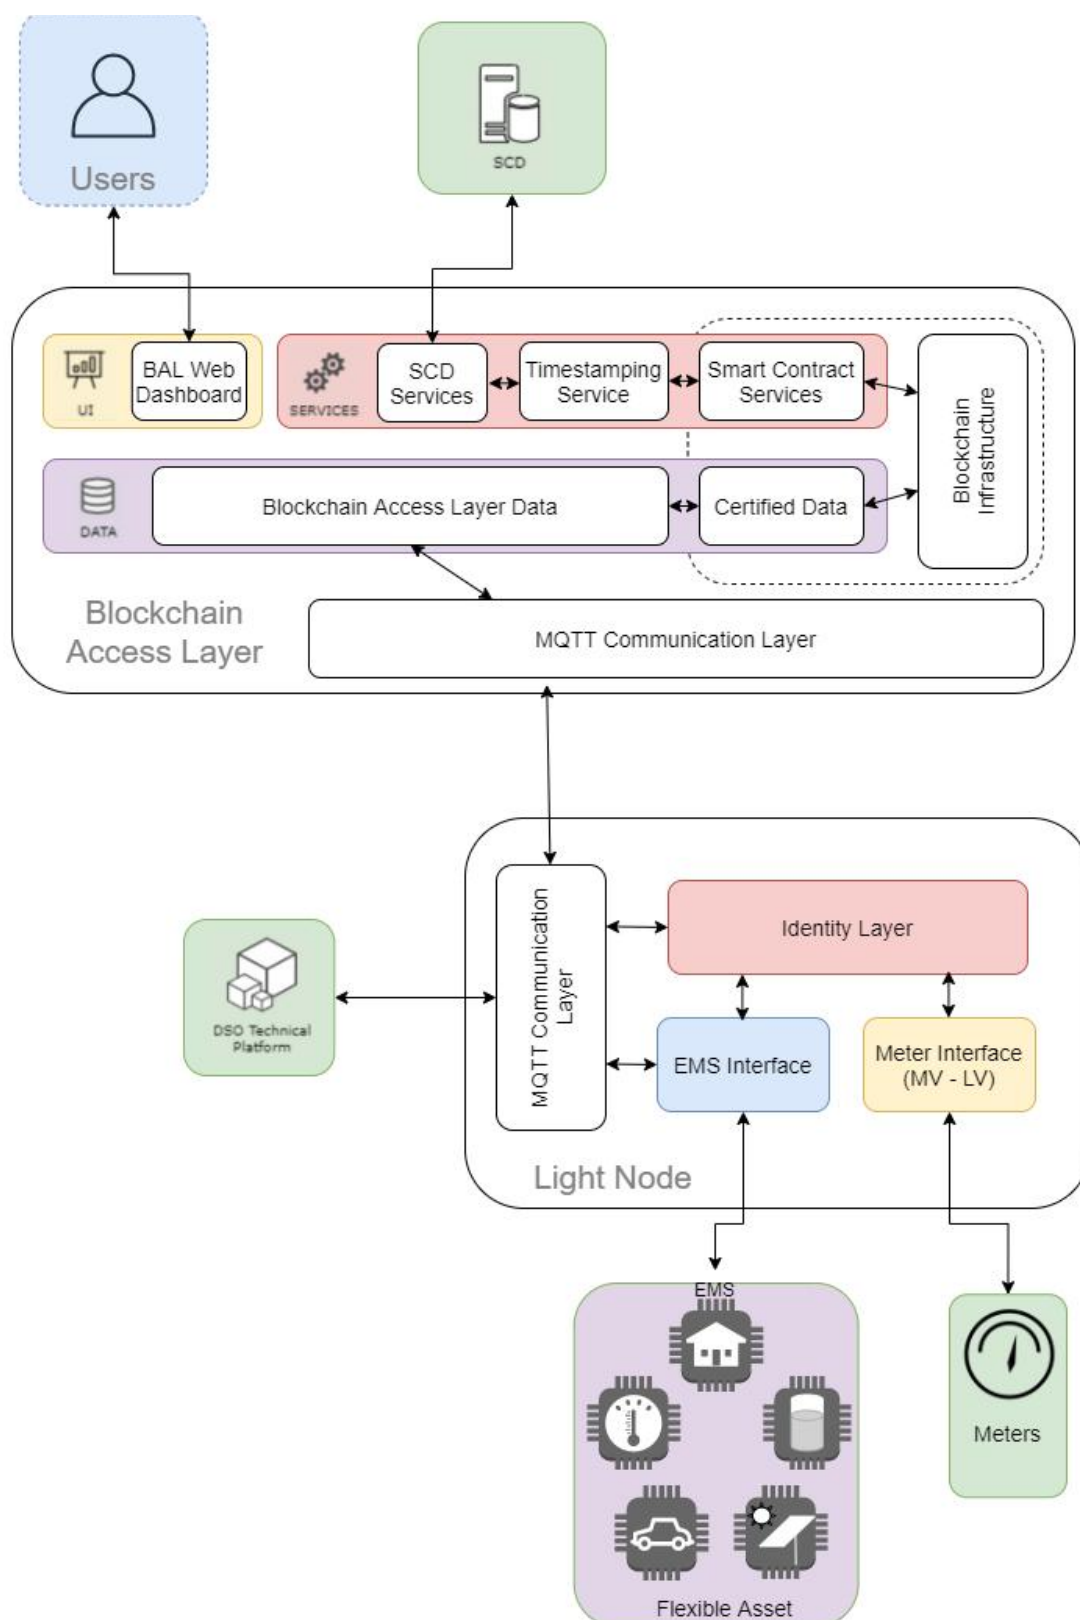 Users
SCD
UI
BAL Web
Dashboard
SERVICES
SCD
Services
Timestamping
Service
Smart Contract
Services
Blockchain
Infrastructure
DATA
Blockchain Access Layer Data
Certified Data
Blockchain
Access Layer
MQTT Communication Layer
MQTT Communication
Layer
Identity Layer
DSO Technical
Platform
EMS Interface
Meter Interface
(MV - LV)
Light Node
EMS
Meters
Flexible Asset